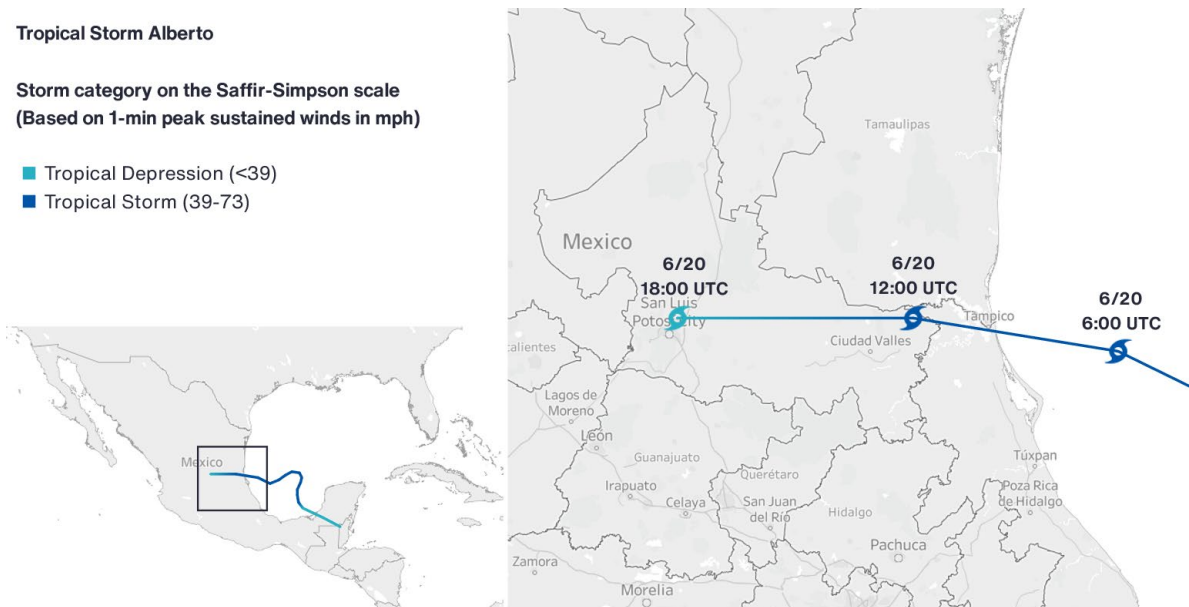 Tropical Storm Alberto
Storm category on the Saffir-Simpson scale
(Based on 1-min peak sustained winds in mph)
Tropical Depression (<39)
Tropical Storm (39-73)
Mexico
Tamaulipas
Mexico
6/20
18:00 UTC
6/20
12:00 UTC
6/20
6:00 UTC
San Luis
Potosí City
Tampico
Ciudad Valles
calientes
Lagos de
Moreno
León
Guanajuato
Querétaro
Túxpan
Irapuato
Celaya
San Juan
del Río
Hidalgo
Poza Rica
de Hidalgo
Pachuca
Zamora
Morelia